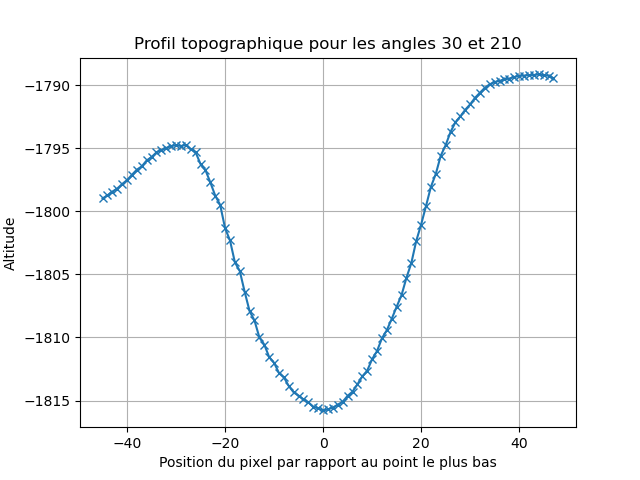 Profil topographique pour les angles 30 et 210
Altitude
−1790
−1795
−1800
−1805
−1810
−1815
−40 −20 0 20 40
Position du pixel par rapport au point le plus bas